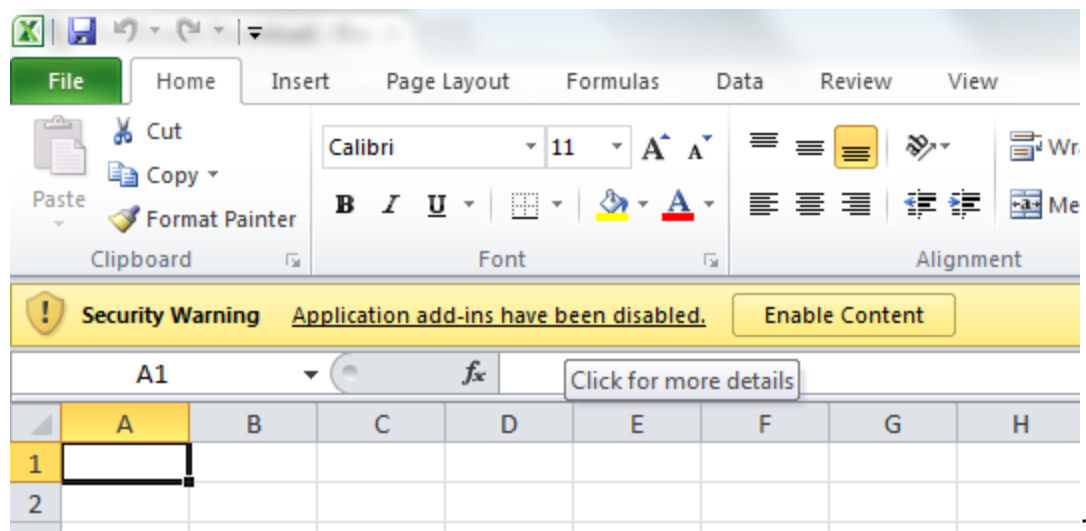 File Home Insert Page Layout Formulas Data Review View
Cut
Calibri 11 A A
Copy
Paste
Format Painter
B I U A
Clipboard Font Alignment
Wr
Me
! Security Warning Application add-ins have been disabled. Enable Content
A1 fx
Click for more details
A B C D E F G H
1
2
.